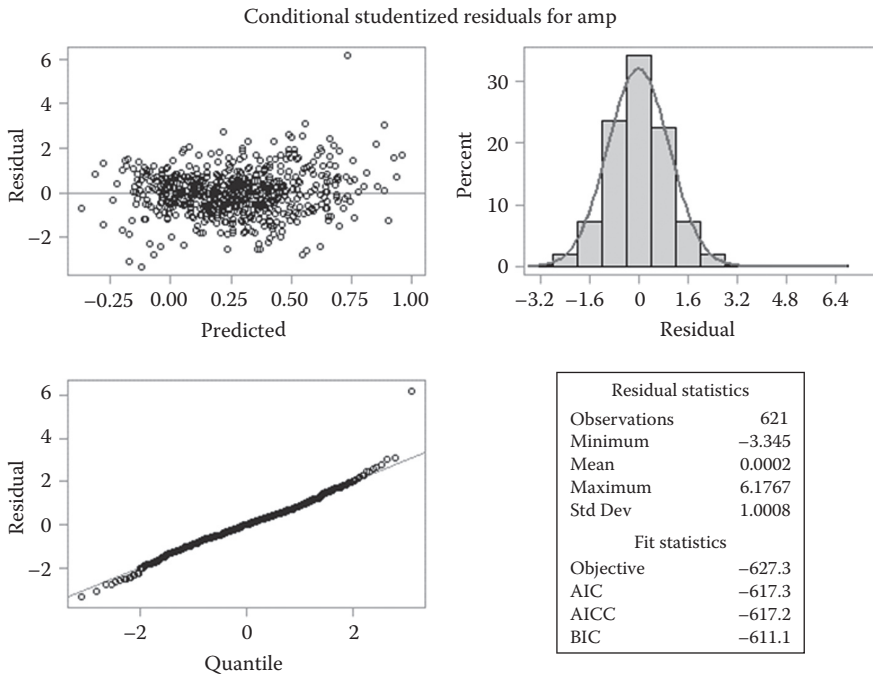 Conditional studentized residuals for amp
6
4
2
0
−2
Residual
−0.25 0.00 0.25 0.50 0.75 1.00
Predicted
30
20
10
0
Percent
−3.2 −1.6 0 1.6 3.2 4.8 6.4
Residual
6
4
2
0
−2
Residual
−2 0 2
Quantile
Residual statistics
Observations 621
Minimum −3.345
Mean 0.0002
Maximum 6.1767
Std Dev 1.0008
Fit statistics
Objective −627.3
AIC −617.3
AICC −617.2
BIC −611.1